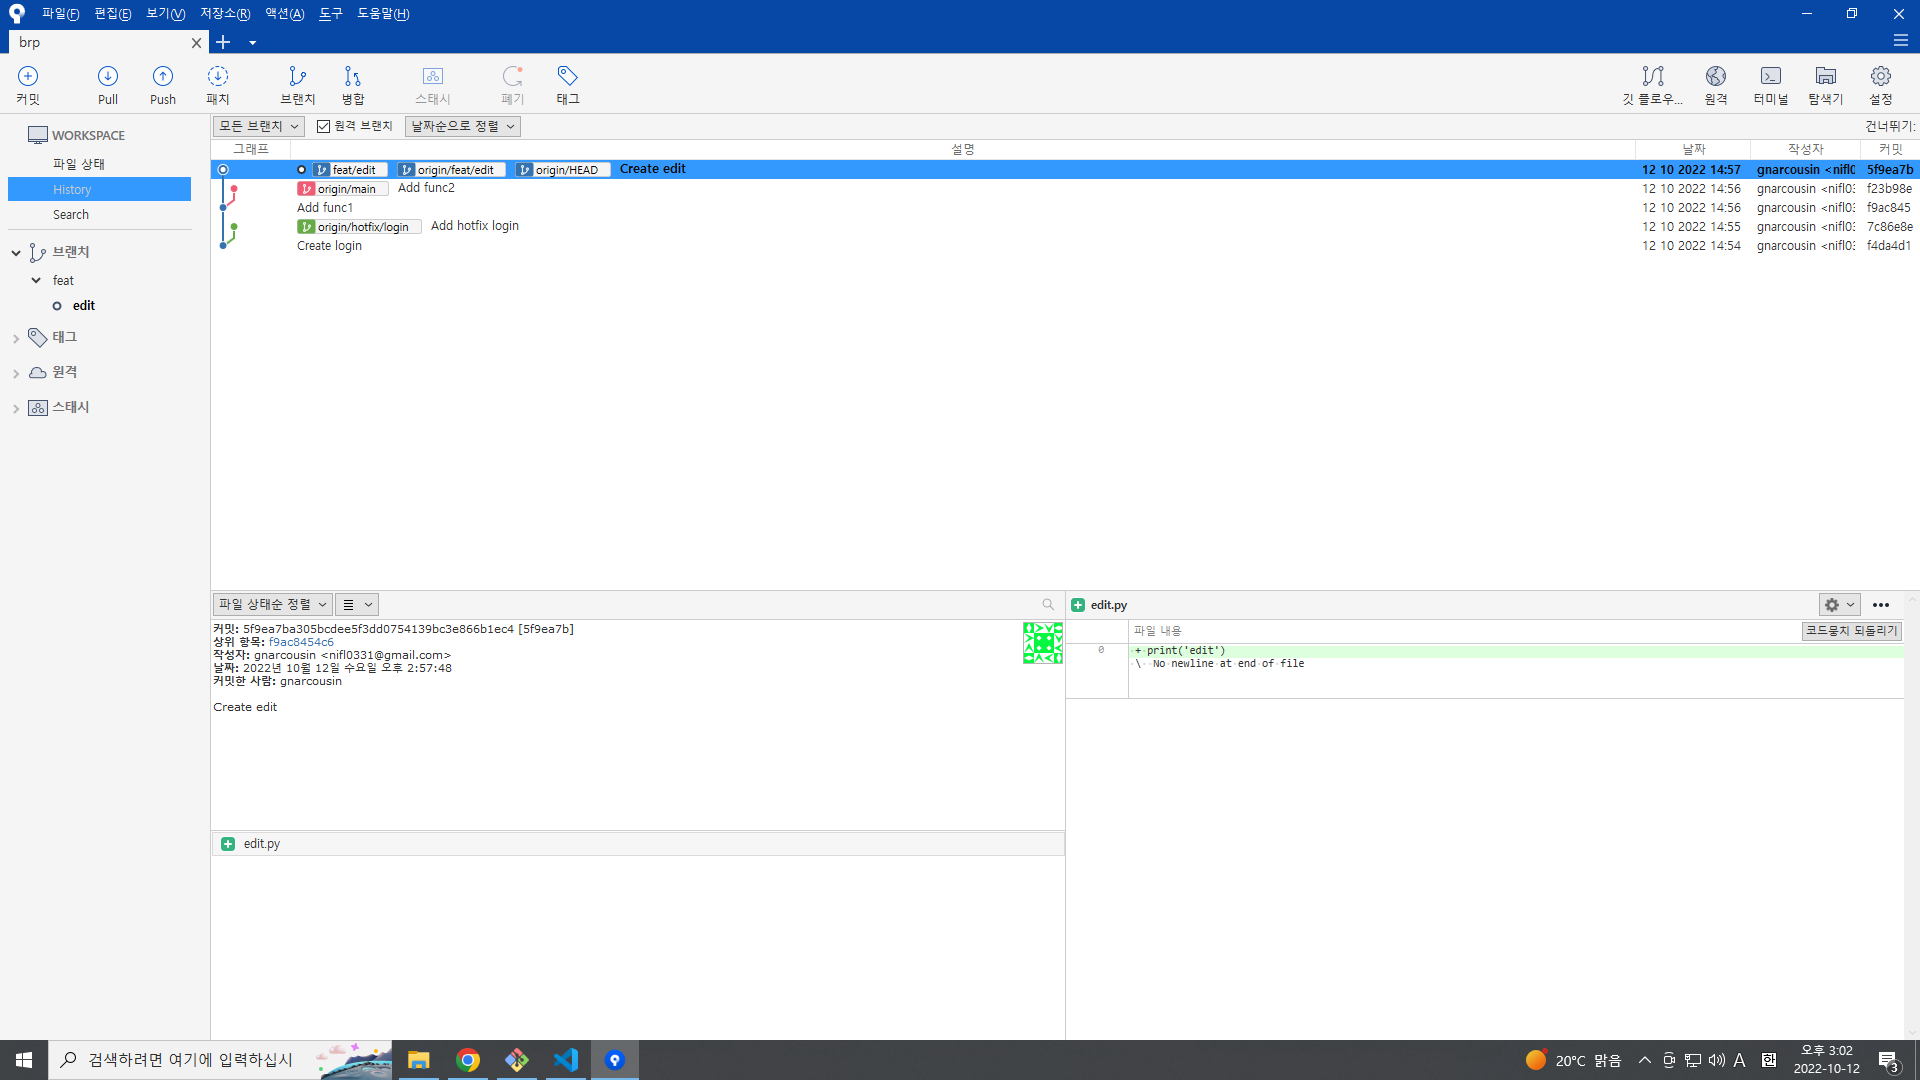 파일(F) 편집(E) 보기(V) 저장소(R) 액션(A) 도구 도움말(H)
brp
커밋 Pull Push 패치 브랜치 병합 스태시 폐기 태그 깃 플로우... 원격 터미널 탐색기 설정
WORKSPACE
파일 상태
History
Search
브랜치
feat
edit
태그
원격
스태시
모든 브랜치 원격 브랜치 날짜순으로 정렬 건너뛰기:
그래프 설명 날짜 작성자 커밋
feat/edit origin/feat/edit origin/HEAD Create edit 12 10 2022 14:57 gnarcousin <nifl0 5f9ea7b
origin/main Add func2 12 10 2022 14:56 gnarcousin <nifl03 f23b98e
Add func1 12 10 2022 14:56 gnarcousin <nifl03 f9ac845
origin/hotfix/login Add hotfix login 12 10 2022 14:55 gnarcousin <nifl03 7c86e8e
Create login 12 10 2022 14:54 gnarcousin <nifl03 f4da4d1
파일 상태순 정렬
커밋: 5f9ea7ba305bcdee5f3dd0754139bc3e866b1ec4 [5f9ea7b]
상위 항목: f9ac8454c6
작성자: gnarcousin <nifl0331@gmail.com>
날짜: 2022년 10월 12일 수요일 오후 2:57:48
커밋한 사람: gnarcousin
Create edit
edit.py
edit.py
파일 내용 코드뭉치 되돌리기
0 + print('edit')
\ No newline at end of file
검색하려면 여기에 입력하십시
20°C 맑음 A 한 오후 3:02
2022-10-12 3